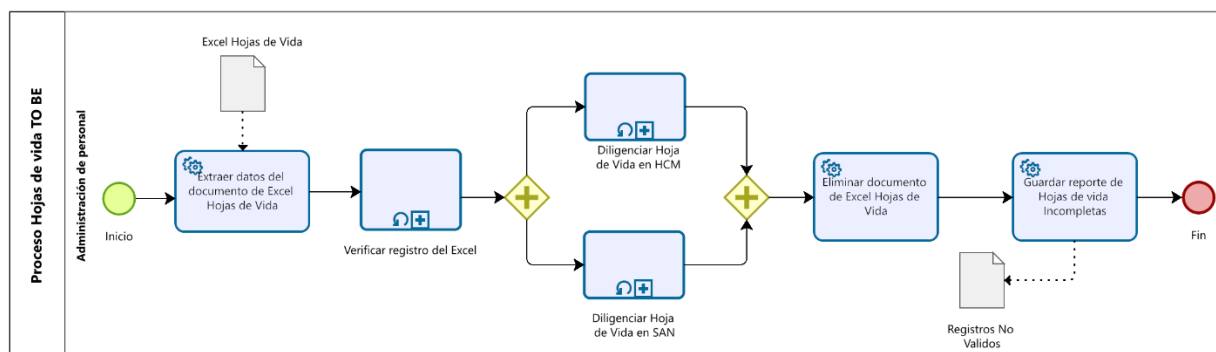 Proceso Hojas de vida TO BE
Administración de personal
Inicio
Excel Hojas de Vida
Extraer datos del
documento de Excel
Hojas de Vida
Verificar registro del Excel
Diligenciar Hoja
de Vida en HCM
Diligenciar Hoja
de Vida en SAN
Eliminar documento
de Excel Hojas de
Vida
Guardar reporte de
Hojas de vida
Incompletas
Registros No
Validos
Fin